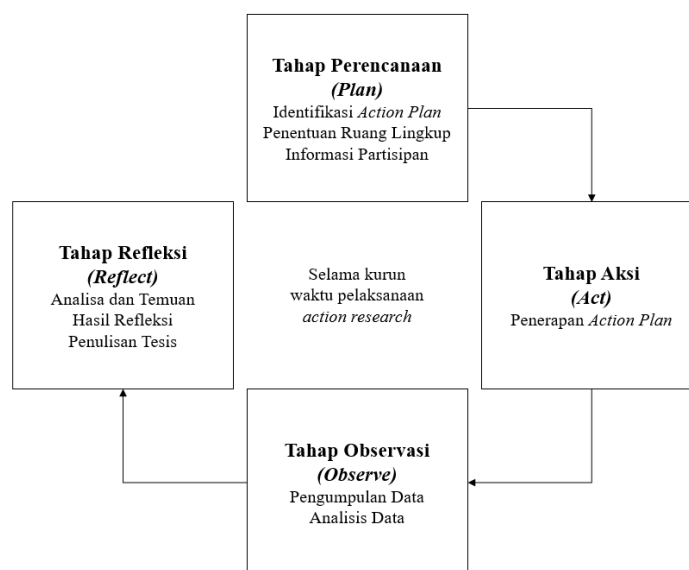 Tahap Perencanaan
(Plan)
Identifikasi Action Plan
Penentuan Ruang Lingkup
Informasi Partisipan
Tahap Refleksi
(Reflect)
Analisa dan Temuan
Hasil Refleksi
Penulisan Tesis
Selama kurun
waktu pelaksanaan
action research
Tahap Aksi
(Act)
Penerapan Action Plan
Tahap Observasi
(Observe)
Pengumpulan Data
Analisis Data